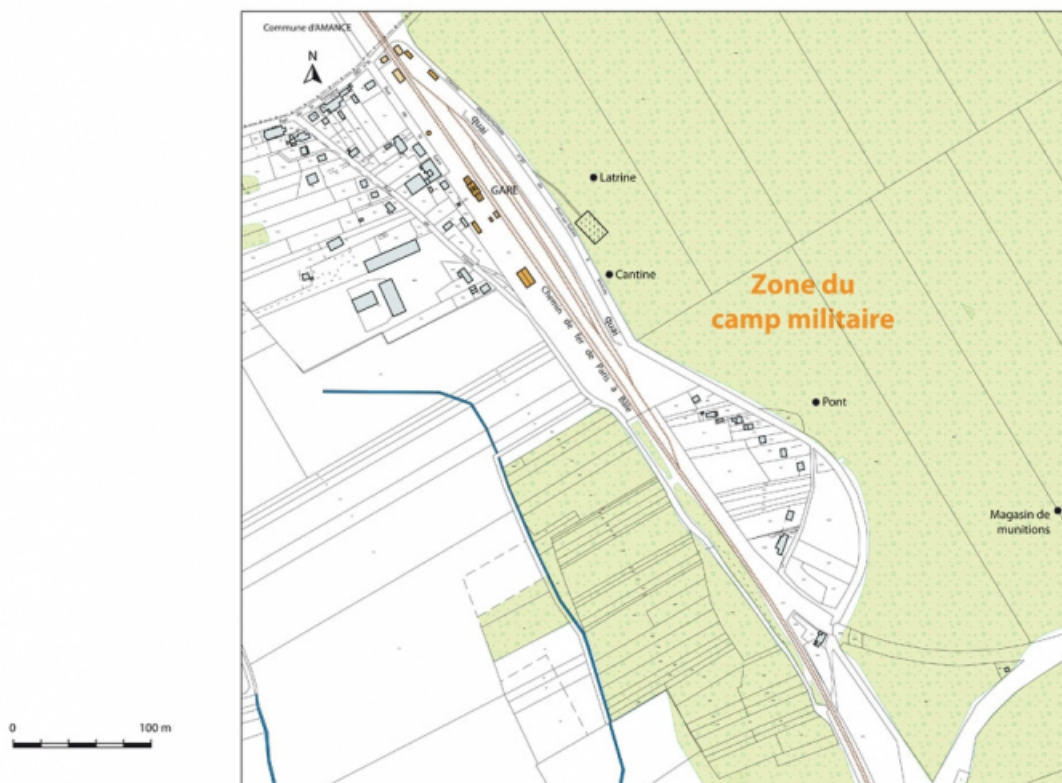 Commune d'AMANCE
N
quai
Latrine
GARE
Cantine
Zone du
camp militaire
quai
Chemin de fer de Paris à Bâle
Pont
Magasin de
munitions
0
100 m